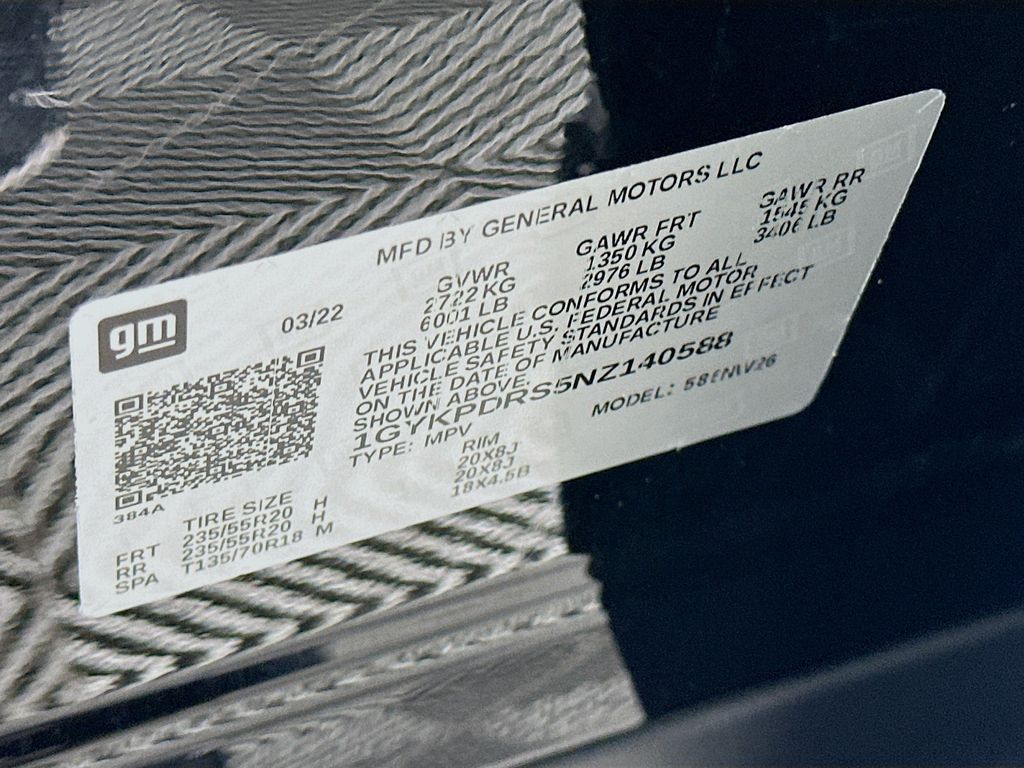 MFD BY GENERAL MOTORS LLC
gm
03/22
GVWR GAWR FRT GAWR RR
2722 KG 1350 KG 1545 KG
6001 LB 2976 LB 3406 LB
THIS VEHICLE CONFORMS TO ALL
APPLICABLE U.S. FEDERAL MOTOR
VEHICLE SAFETY STANDARDS IN EFFECT
ON THE DATE OF MANUFACTURE
SHOWN ABOVE.
1GYKPDRS5NZ140588
TYPE: MPV MODEL:
384A
TIRE SIZE RIM
FRT 235/55R20 H 20X8J
RR 235/55R20 H 20X8J
SPA T135/70R18 M 18X4.5B